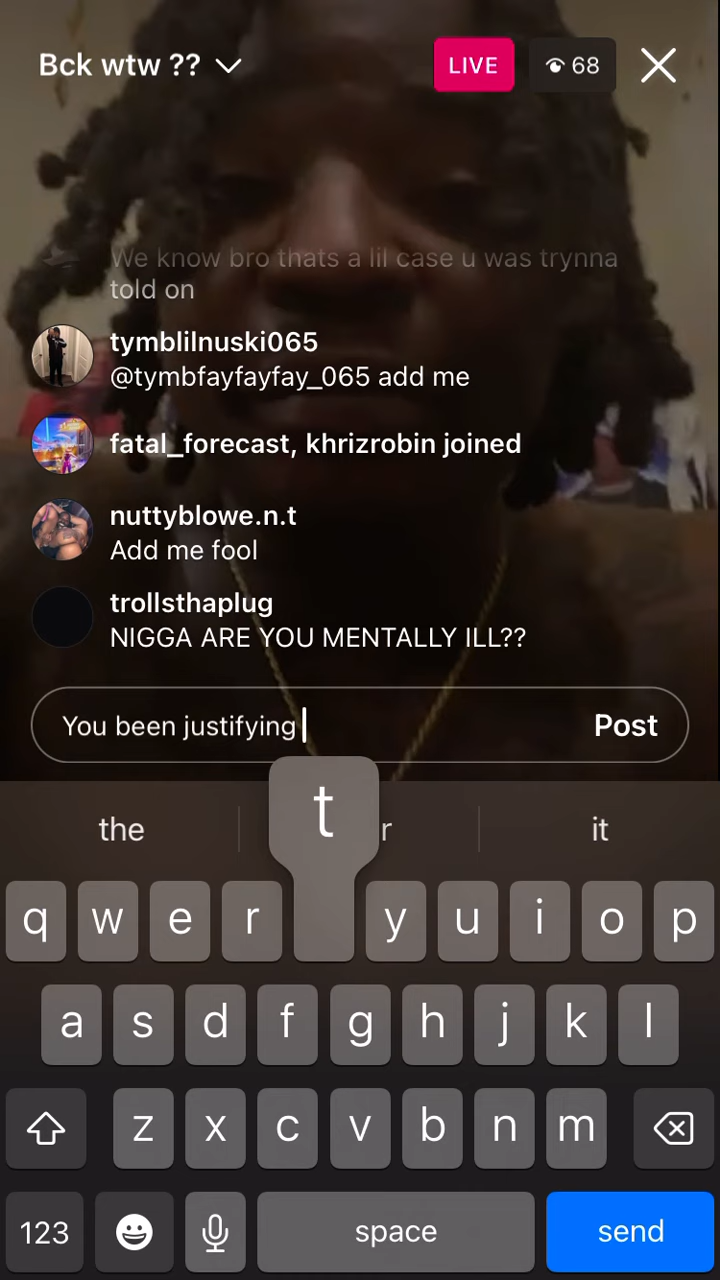 Bck wtw ??
LIVE
68
We know bro thats a lil case u was trynna
told on
tymblilnuski065
@tymbfayfayfay_065 add me
fatal_forecast, khrizrobin joined
nuttyblowe.n.t
Add me fool
trollsthaplug
NIGGA ARE YOU MENTALLY ILL??
You been justifying
Post
the
t
r
it
q w e r y u i o p
a s d f g h j k l
z x c v b n m
123
space
send